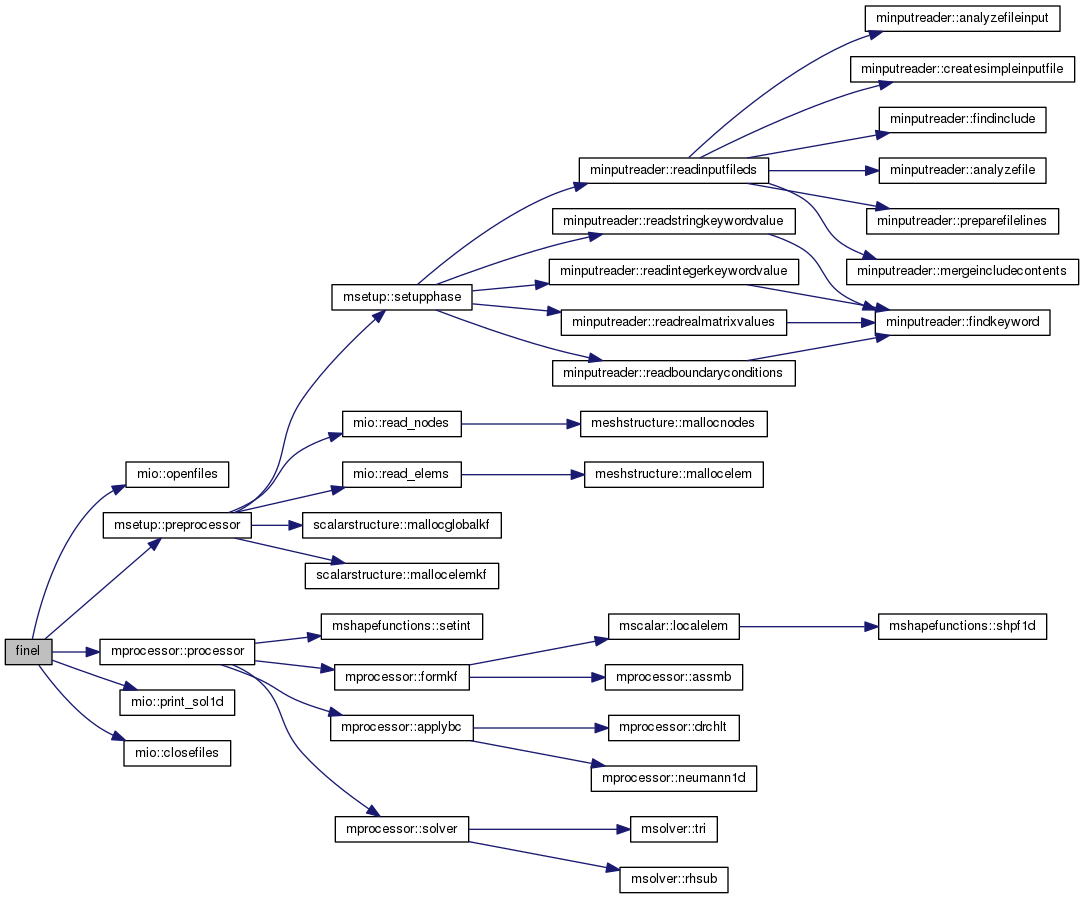 minputreader::analyzefileinput
minputreader::createsimpleinputfile
minputreader::findinclude
minputreader::readinputfileds
minputreader::analyzefile
minputreader::readstringkeywordvalue
minputreader::preparefilelines
minputreader::readintegerkeywordvalue
minputreader::mergeincludecontents
msetup::setupphase
minputreader::readrealmatrixvalues
minputreader::findkeyword
minputreader::readboundaryconditions
mio::read_nodes
meshstructure::mallocnodes
mio::openfiles
mio::read_elems
meshstructure::mallocelem
msetup::preprocessor
scalarstructure::mallocglobalkf
scalarstructure::mallocelemkf
mshapefunctions::setint
mscalar::localelem
mshapefunctions::shpf1d
finel
mprocessor::processor
mprocessor::formkf
mprocessor::assmb
mio::print_sol1d
mprocessor::applybc
mprocessor::drchlt
mio::closefiles
mprocessor::neumann1d
mprocessor::solver
msolver::tri
msolver::rhsub